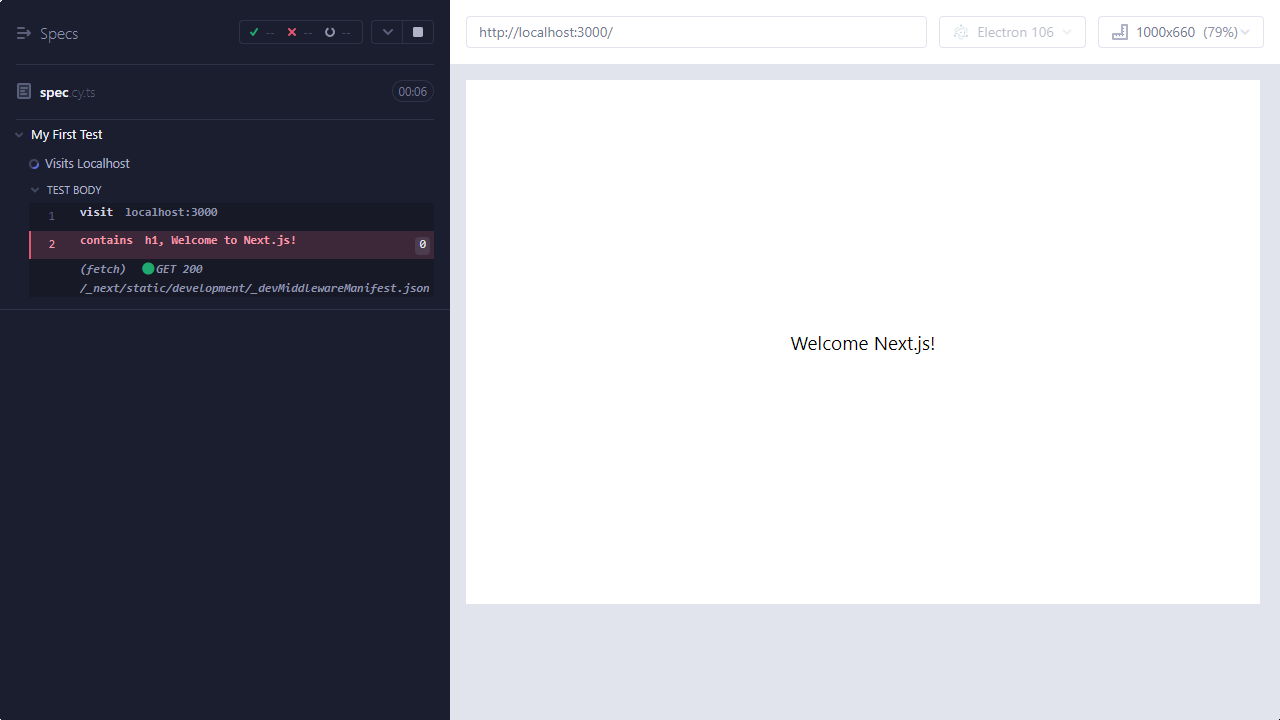 Specs
-- -- --
spec.cy.ts
00:06
My First Test
Visits Localhost
TEST BODY
1 visit localhost:3000
2 contains h1, Welcome to Next.js! 0
(fetch) GET 200
/_next/static/development/_devMiddlewareManifest.json
http://localhost:3000/
Electron 106
1000x660 (79%)
Welcome Next.js!